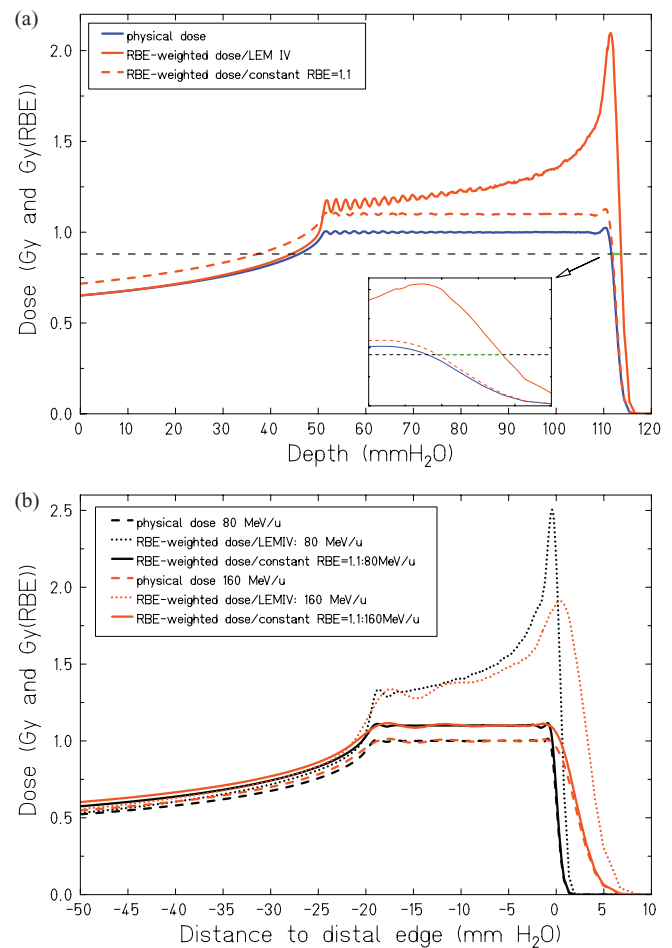 (a)
physical dose
RBE-weighted dose/LEM IV
RBE-weighted dose/constant RBE=1.1
2.0
1.5
1.0
0.5
0.0
Dose (Gy and Gy(RBE))
0 10 20 30 40 50 60 70 80 90 100 110 120
Depth (mmH₂O)
(b)
physical dose 80 MeV/u
RBE-weighted dose/LEMIV: 80 MeV/u
RBE-weighted dose/constant RBE=1.1:80MeV/u
physical dose 160 MeV/u
RBE-weighted dose/LEMIV: 160 MeV/u
RBE-weighted dose/constant RBE=1.1:160MeV/u
2.5
2.0
1.5
1.0
0.5
0.0
Dose (Gy and Gy(RBE))
-50 -45 -40 -35 -30 -25 -20 -15 -10 -5 0 5 10
Distance to distal edge (mm H₂O)